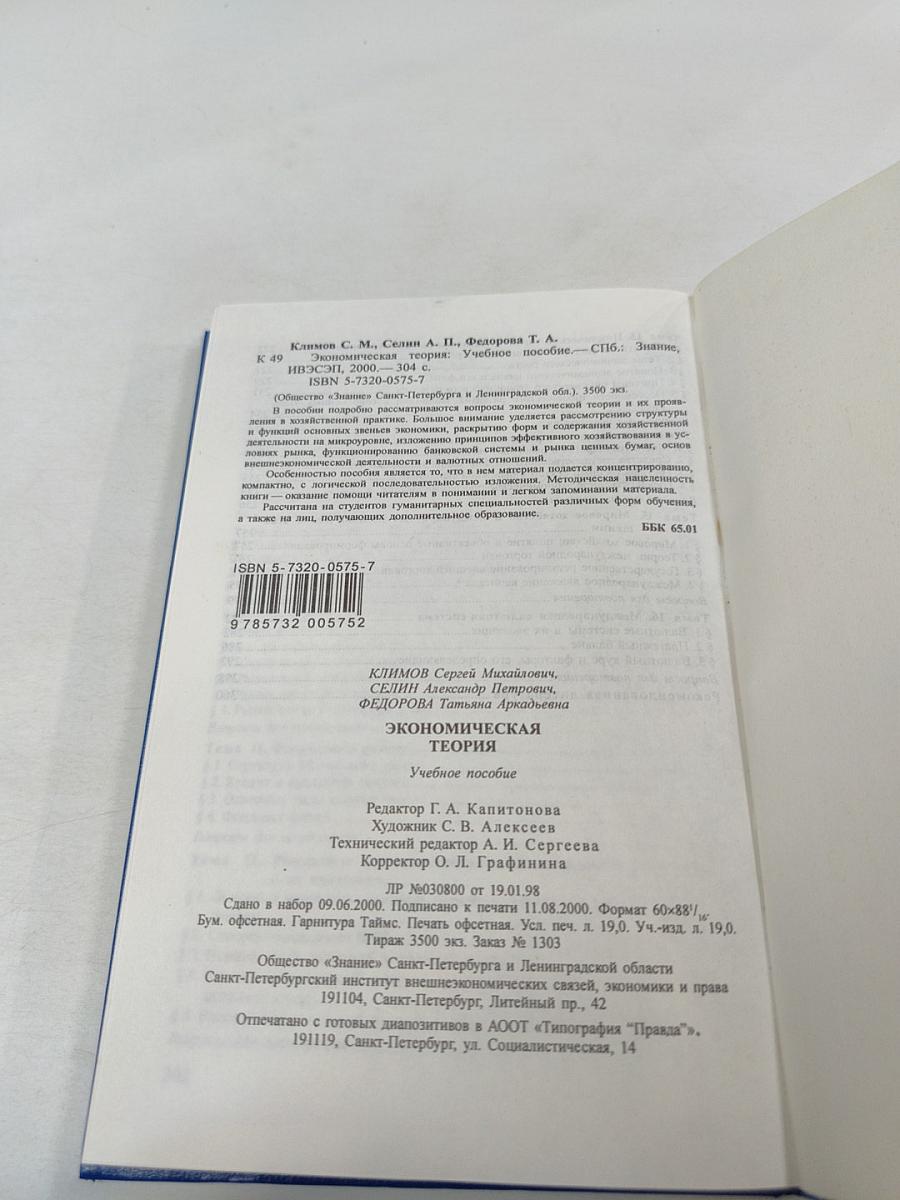 Климов С. М., Селин А. П., Федорова Т. А.
К 49 Экономическая теория: Учебное пособие.— СПб.: Знание,
ИВЭСЭП, 2000.— 304 с.
ISBN 5-7320-0575-7
(Общество «Знание» Санкт-Петербурга и Ленинградской обл.). 3500 экз.
В пособии подробно рассматриваются вопросы экономической теории и их проявления в хозяйственной практике. Большое внимание уделяется рассмотрению структуры
и функций основных звеньев экономики, раскрытию форм и содержания хозяйственной
деятельности на микроуровне, изложению принципов эффективного хозяйствования в ус-
ловиях рынка, функционированию банковской системы и рынка ценных бумаг, основ
внешнеэкономической деятельности и валютных отношений.
Особенностью пособия является то, что в нем материал подается концентрированно,
компактно, с логической последовательностью изложения. Методическая нацеленность
книги — оказание помощи читателям в понимании и легком запоминании материала.
Рассчитана на студентов гуманитарных специальностей различных форм обучения,
а также на лиц, получающих дополнительное образование.
ББК 65.01
ISBN 5-7320-0575-7
9 785732 005752
КЛИМОВ Сергей Михайлович,
СЕЛИН Александр Петрович,
ФЕДОРОВА Татьяна Аркадьевна
ЭКОНОМИЧЕСКАЯ
ТЕОРИЯ
Учебное пособие
Редактор Г. А. Капитонова
Художник С. В. Алексеев
Технический редактор А. И. Сергеева
Корректор О. Л. Графинина
ЛР №030800 от 19.01.98
Сдано в набор 09.06.2000. Подписано к печати 11.08.2000. Формат 60×88¹/₁₆.
Бум. офсетная. Гарнитура Таймс. Печать офсетная. Усл. печ. л. 19,0. Уч.-изд. л. 19,0.
Тираж 3500 экз. Заказ № 1303
Общество «Знание» Санкт-Петербурга и Ленинградской области
Санкт-Петербургский институт внешнеэкономических связей, экономики и права
191104, Санкт-Петербург, Литейный пр., 42
Отпечатано с готовых диапозитивов в АООТ «Типография “Правда”».
191119, Санкт-Петербург, ул. Социалистическая, 14